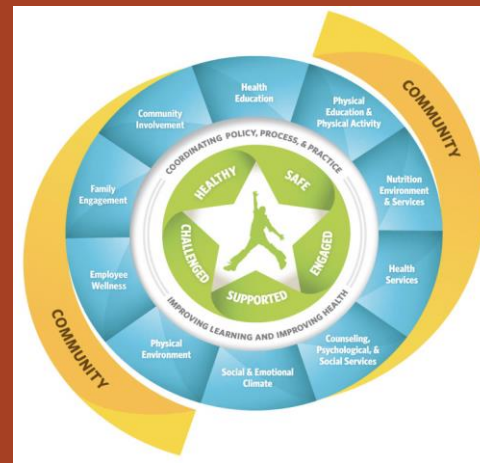 COMMUNITY
Health
Education
Physical
Education &
Physical Activity
Nutrition
Environment
& Services
Health
Services
Counseling,
Psychological, &
Social Services
Social & Emotional
Climate
Physical
Environment
Employee
Wellness
Family
Engagement
Community
Involvement
COORDINATING POLICY, PROCESS, & PRACTICE
IMPROVING LEARNING AND IMPROVING HEALTH
HEALTHY
SAFE
ENGAGED
SUPPORTED
CHALLENGED
COMMUNITY